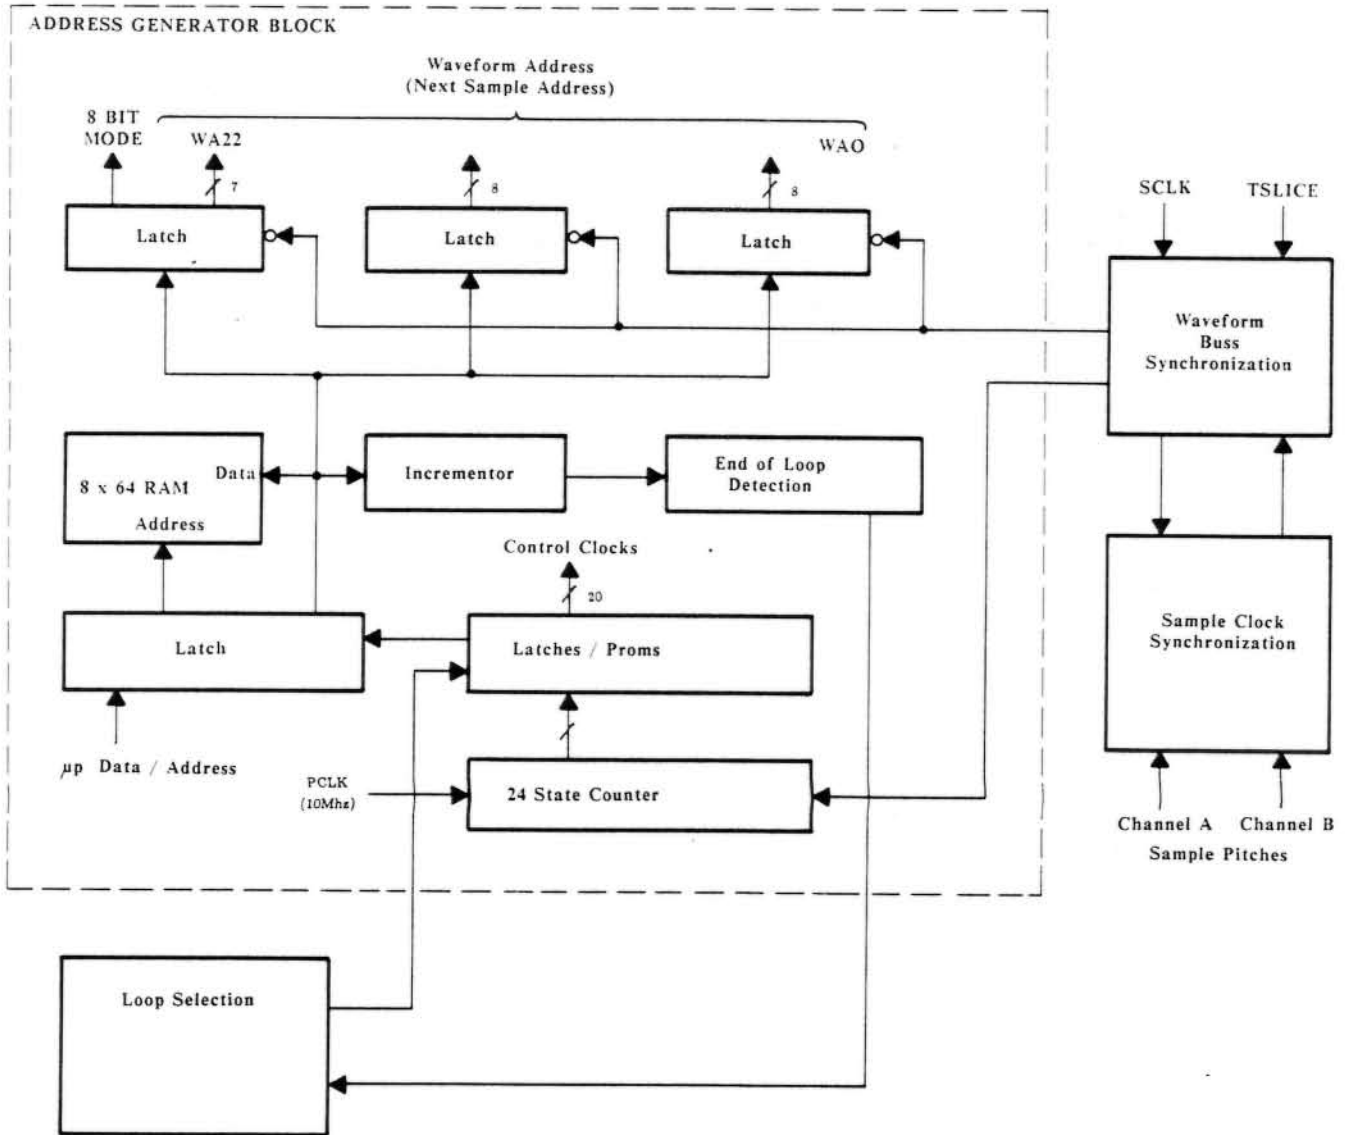 ADDRESS GENERATOR BLOCK
Waveform Address
(Next Sample Address)
8 BIT
MODE
WA22
WAO
7
8
8
SCLK
TSLICE
Latch
Latch
Latch
Waveform
Buss
Synchronization
8 x 64 RAM
Data
Address
Incrementor
End of Loop
Detection
Control Clocks
20
Latch
Latches / Proms
Sample Clock
Synchronization
µp Data / Address
PCLK
(10Mhz)
24 State Counter
Channel A
Channel B
Sample Pitches
Loop Selection